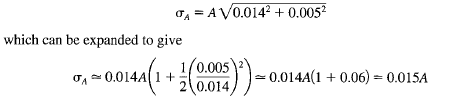 σ_A = A√(0.014² + 0.005²)
which can be expanded to give
σ_A ≃ 0.014A(1 + 1/2(0.005/0.014)²) ≃ 0.014A(1 + 0.06) = 0.015A